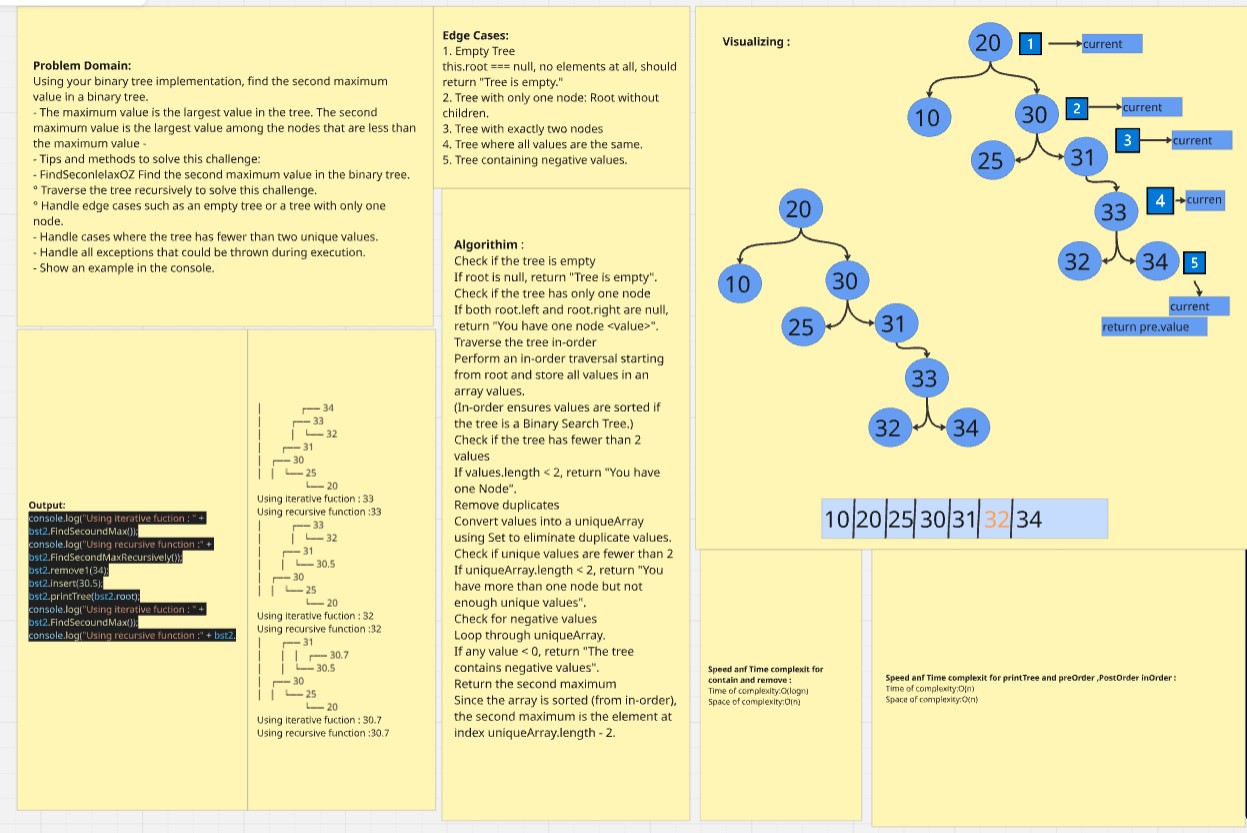 Problem Domain:
Using your binary tree implementation, find the second maximum
value in a binary tree.
- The maximum value is the largest value in the tree. The second
maximum value is the largest value among the nodes that are less than
the maximum value -
- Tips and methods to solve this challenge:
- FindSeconlelaxOZ Find the second maximum value in the binary tree.
° Traverse the tree recursively to solve this challenge.
° Handle edge cases such as an empty tree or a tree with only one
node.
- Handle cases where the tree has fewer than two unique values.
- Handle all exceptions that could be thrown during execution.
- Show an example in the console.
Edge Cases:
1. Empty Tree
this.root === null, no elements at all, should
return "Tree is empty."
2. Tree with only one node: Root without
children.
3. Tree with exactly two nodes
4. Tree where all values are the same.
5. Tree containing negative values.
Algorithim :
Check if the tree is empty
If root is null, return "Tree is empty".
Check if the tree has only one node
If both root.left and root.right are null,
return "You have one node <value>".
Traverse the tree in-order
Perform an in-order traversal starting
from root and store all values in an
array values.
(In-order ensures values are sorted if
the tree is a Binary Search Tree.)
Check if the tree has fewer than 2
values
If values.length < 2, return "You have
one Node".
Remove duplicates
Convert values into a uniqueArray
using Set to eliminate duplicate values.
Check if unique values are fewer than 2
If uniqueArray.length < 2, return "You
have more than one node but not
enough unique values".
Check for negative values
Loop through uniqueArray.
If any value < 0, return "The tree
contains negative values".
Return the second maximum
Since the array is sorted (from in-order),
the second maximum is the element at
index uniqueArray.length - 2.
Output:
console.log("Using iterative fuction : " +
bst2.FindSecoundMax());
console.log("Using recursive function :" +
bst2.FindSecondMaxRecursively());
bst2.remove1(34);
bst2.insert(30.5);
bst2.printTree(bst2.root);
console.log("Using iterative fuction : " +
bst2.FindSecoundMax());
console.log("Using recursive function :" + bst2.
34
33
32
31
30
25
20
Using iterative fuction : 33
Using recursive function :33
33
32
31
30.5
30
25
20
Using iterative fuction : 32
Using recursive function :32
31
30.7
30.5
30
25
20
Using iterative fuction : 30.7
Using recursive function :30.7
Visualizing :
20 1 current
10 30 2 current
25 31 3 current
33 4 curren
32 34 5
current
return pre.value
20
10 30
25 31
33
32 34
10 20 25 30 31 32 34
Speed anf Time complexit for
contain and remove :
Time of complexity:O(logn)
Space of complexity:O(n)
Speed anf Time complexit for printTree and preOrder ,PostOrder inOrder :
Time of complexity:O(n)
Space of complexity:O(n)